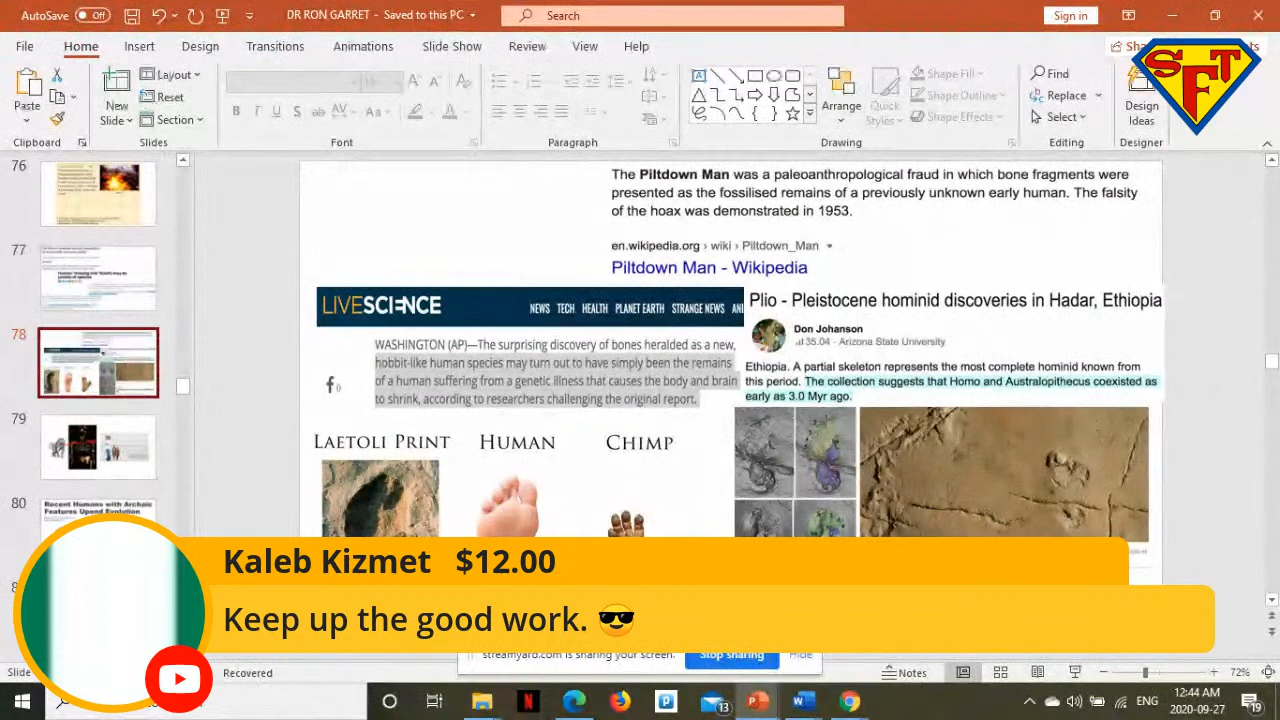 AutoSave Off DR RON GARRET - Saved to this PC Search Sign in
File Home Insert Design Transitions Animations Slide Show Review View Help
SFT
Paste New Slide Layout Reset Section
Find Replace Select
Arrange Quick Styles Shape Fill Shape Outline Shape Effects
Design Ideas
Clipboard Slides Font Paragraph Drawing Editing Designer
76
77
78
79
80
Recent Humans with Archaic
Features Upend Evolution
The Piltdown Man was a paleoanthropological fraud in which bone fragments were
presented as the fossilised remains of a previously unknown early human. The falsity
of the hoax was demonstrated in 1953.
en.wikipedia.org › wiki › Piltdown_Man
Piltdown Man - Wikipedia
LIVESCIENCE NEWS TECH HEALTH PLANET EARTH STRANGE NEWS
WASHINGTON (AP)—The surprising discovery of bones heralded as a new,
hobbit-like human species may turn out to have simply been the remains
of a human suffering from a genetic illness that causes the body and brain
to shrink, according to researchers challenging the original report.
Plio - Pleistocene hominid discoveries in Hadar, Ethiopia
Don Johanson
35.04 · Arizona State University
Ethiopia. A partial skeleton represents the most complete hominid known from
this period. The collection suggests that Homo and Australopithecus coexisted as
early as 3.0 Myr ago.
LAETOLI PRINT HUMAN CHIMP
Kaleb Kizmet $12.00
Keep up the good work. 😎
streamyard.com is sharing your screen. Stop sharing Hide
Slide Recovered Notes 72%
13 ENG 12:44 AM
2020-09-27 19